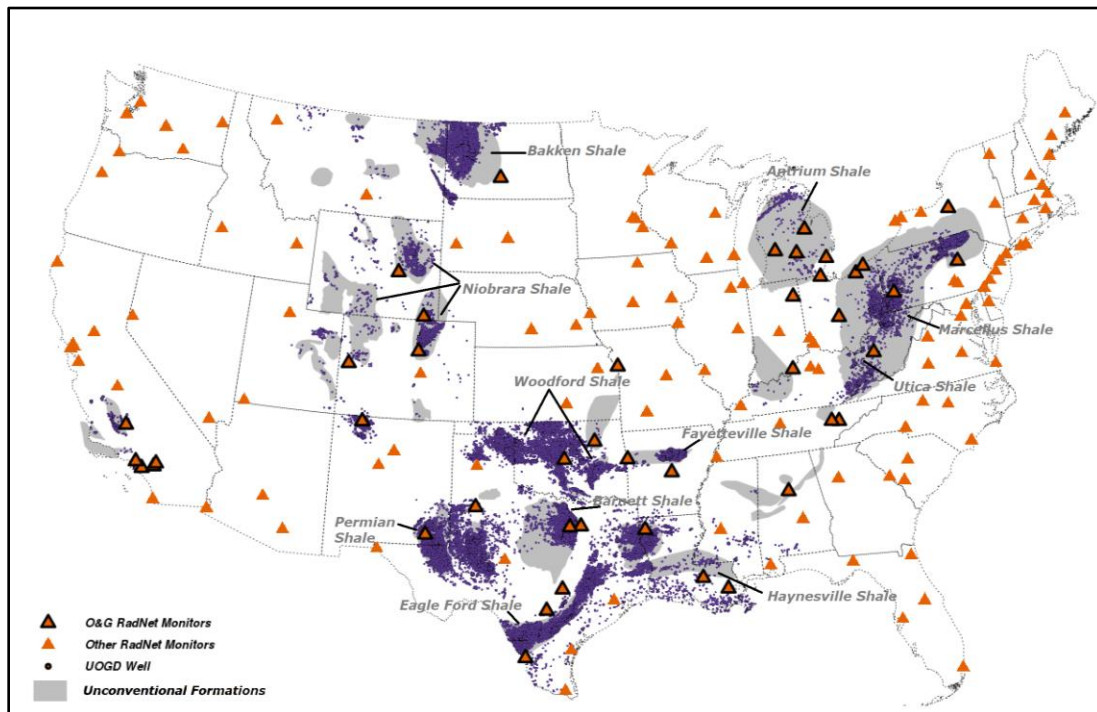 Bakken Shale
Antrium Shale
Niobrara Shale
Marcellus Shale
Woodford Shale
Utica Shale
Fayetteville Shale
Barnett Shale
Permian
Shale
Haynesville Shale
Eagle Ford Shale
O&G RadNet Monitors
Other RadNet Monitors
UOGD Well
Unconventional Formations